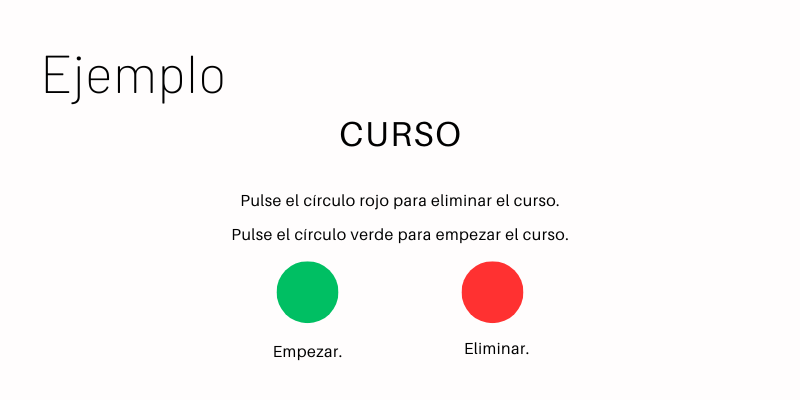 Ejemplo
CURSO
Pulse el círculo rojo para eliminar el curso.
Pulse el círculo verde para empezar el curso.
Empezar.
Eliminar.